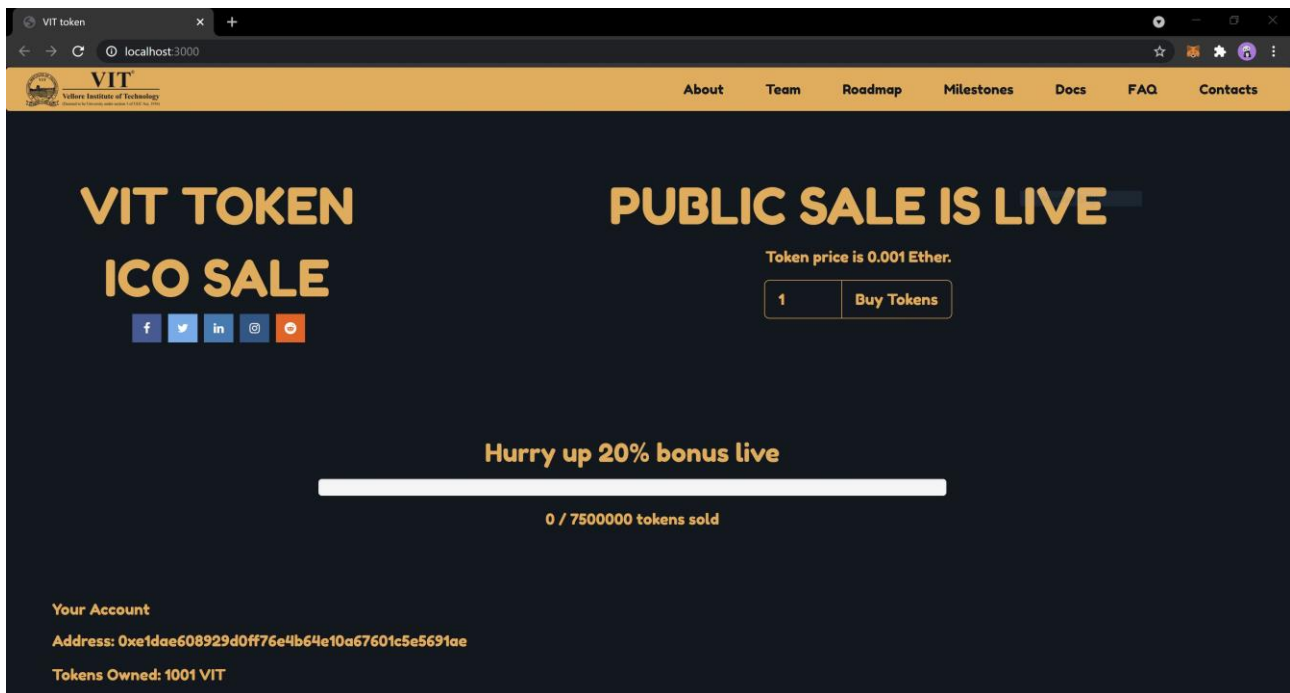 VIT token
localhost:3000
VIT
Vellore Institute of Technology
About Team Roadmap Milestones Docs FAQ Contacts
VIT TOKEN
ICO SALE
PUBLIC SALE IS LIVE
Token price is 0.001 Ether.
1 Buy Tokens
Hurry up 20% bonus live
0 / 7500000 tokens sold
Your Account
Address: 0xe1dae608929d0ff76e4b64e10a67601c5e5691ae
Tokens Owned: 1001 VIT